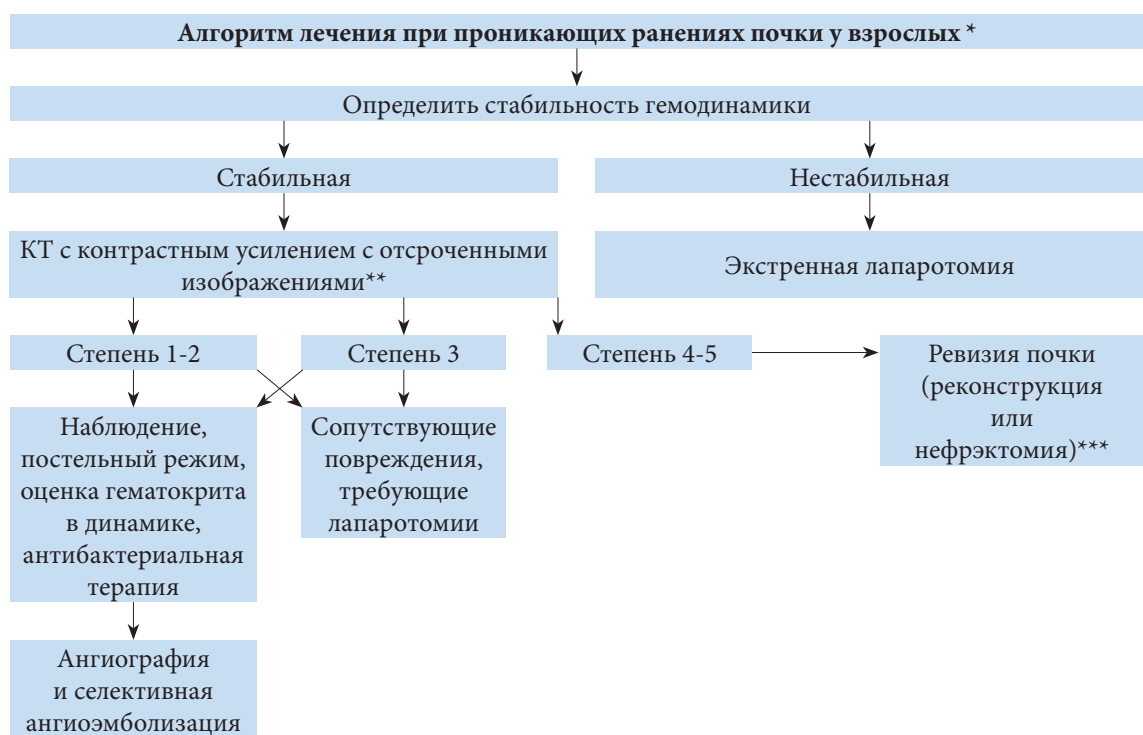 Алгоритм лечения при проникающих ранениях почки у взрослых *
Определить стабильность гемодинамики
Стабильная
Нестабильная
КТ с контрастным усилением с отсроченными
изображениями**
Экстренная лапаротомия
Степень 1-2
Степень 3
Степень 4-5
Ревизия почки
(реконструкция
или
нефрэктомия)***
Наблюдение,
постельный режим,
оценка гематокрита
в динамике,
антибактериальная
терапия
Сопутствующие
повреждения,
требующие
лапаротомии
Ангиография
и селективная
ангиоэмболизация